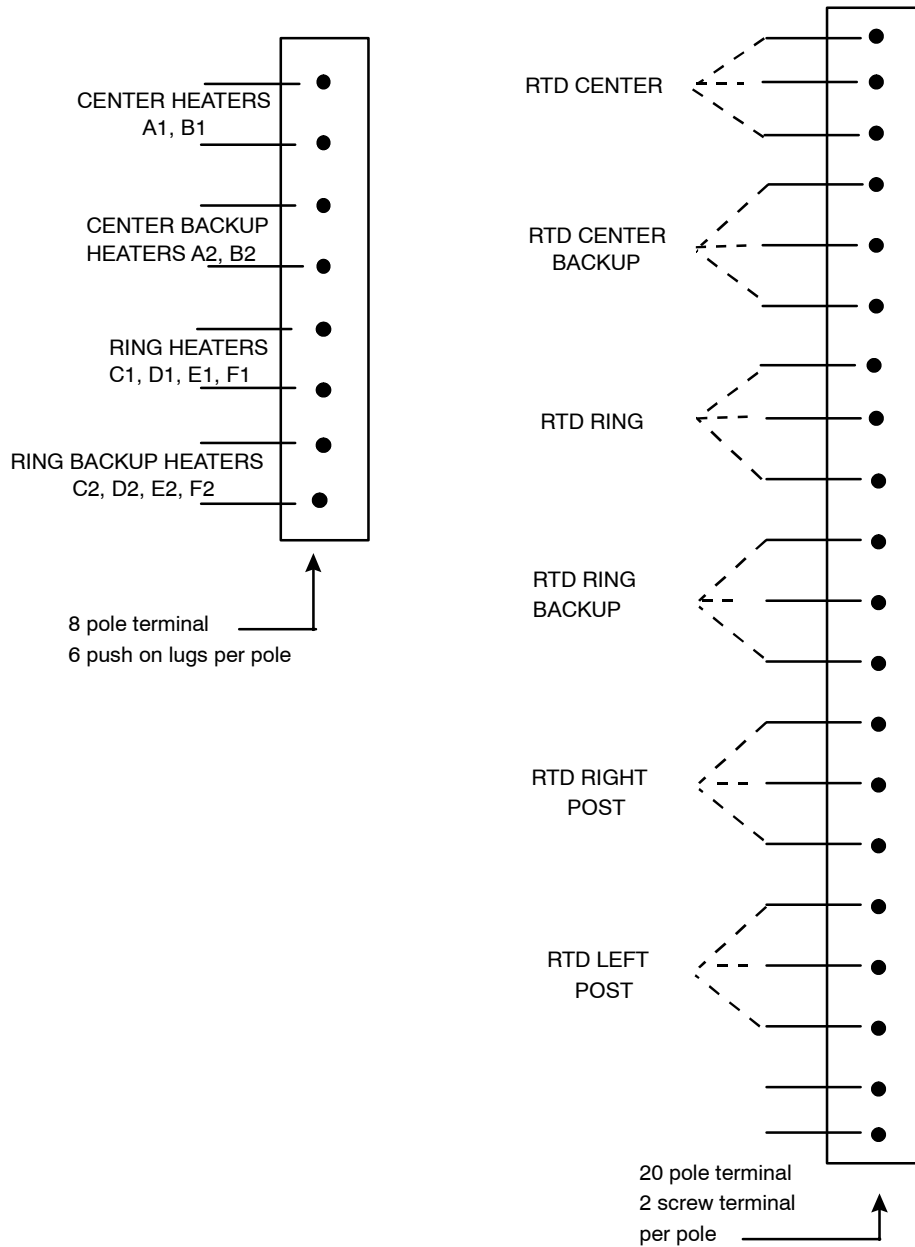 CENTER HEATERS
A1, B1
CENTER BACKUP
HEATERS A2, B2
RING HEATERS
C1, D1, E1, F1
RING BACKUP HEATERS
C2, D2, E2, F2
8 pole terminal
6 push on lugs per pole
RTD CENTER
RTD CENTER
BACKUP
RTD RING
RTD RING
BACKUP
RTD RIGHT
POST
RTD LEFT
POST
20 pole terminal
2 screw terminal
per pole